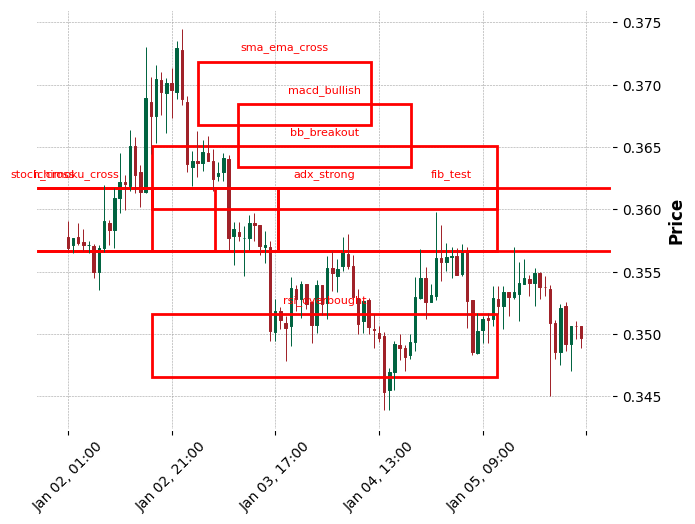 sma_ema_cross
macd_bullish
bb_breakout
ichimoku_cross
adx_strong
fib_test
rsi_overbought
0.375
0.370
0.365
0.360
0.355
0.350
0.345
Price
Jan 02, 01:00
Jan 02, 21:00
Jan 03, 17:00
Jan 04, 13:00
Jan 05, 09:00